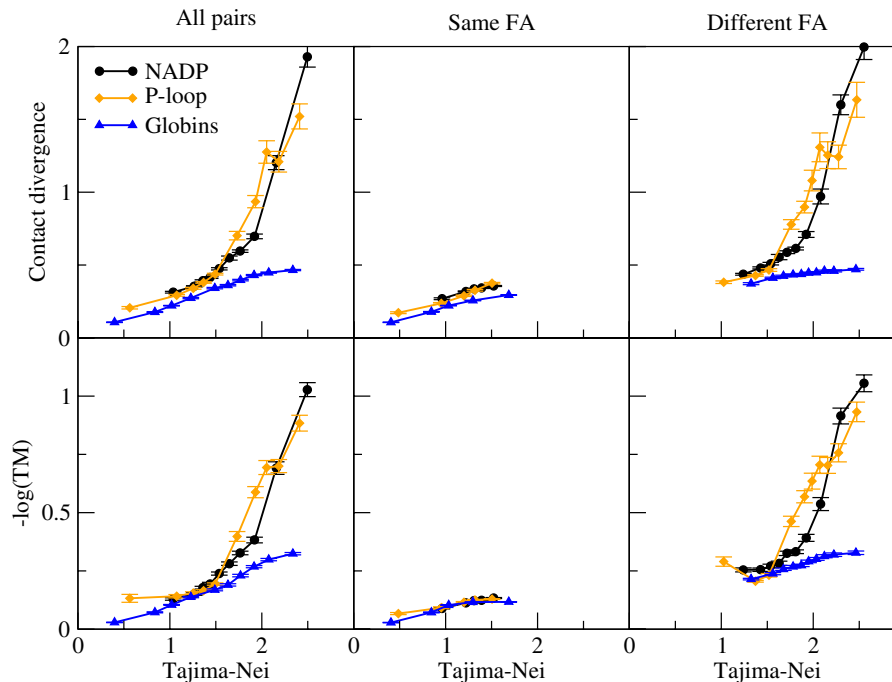 All pairs Same FA Different FA
2
NADP
P-loop
Globins
1
0
Contact divergence
1
0.5
0
-log(TM)
0 1 2 0 1 2 0 1 2
Tajima-Nei Tajima-Nei Tajima-Nei